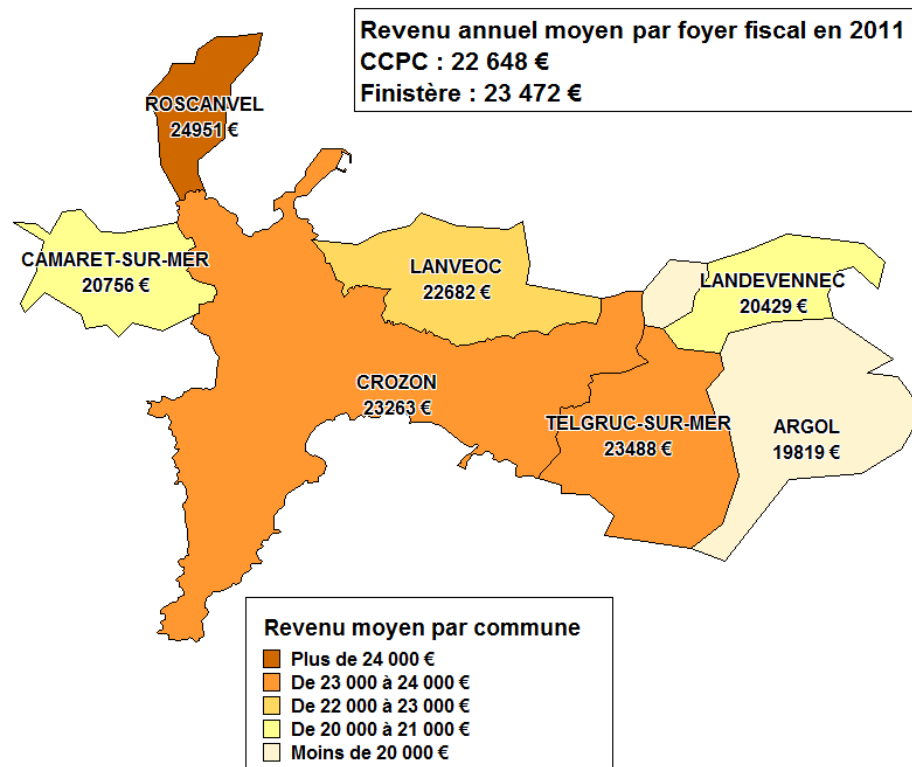 Revenu annuel moyen par foyer fiscal en 2011
CCPC : 22 648 €
Finistère : 23 472 €
ROSCANVEL
24951 €
CAMARET-SUR-MER
20756 €
LANVEOC
22682 €
LANDEVENNEC
20429 €
CROZON
23263 €
TELGRUC-SUR-MER
23488 €
ARGOL
19819 €
Revenu moyen par commune
Plus de 24 000 €
De 23 000 à 24 000 €
De 22 000 à 23 000 €
De 20 000 à 21 000 €
Moins de 20 000 €